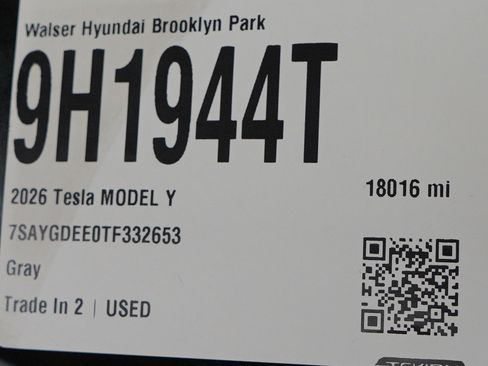 Walser Hyundai Brooklyn Park
9H1944T
2026 Tesla MODEL Y
18016 mi
7SAYGDEE0TF332653
Gray
Trade In 2 | USED